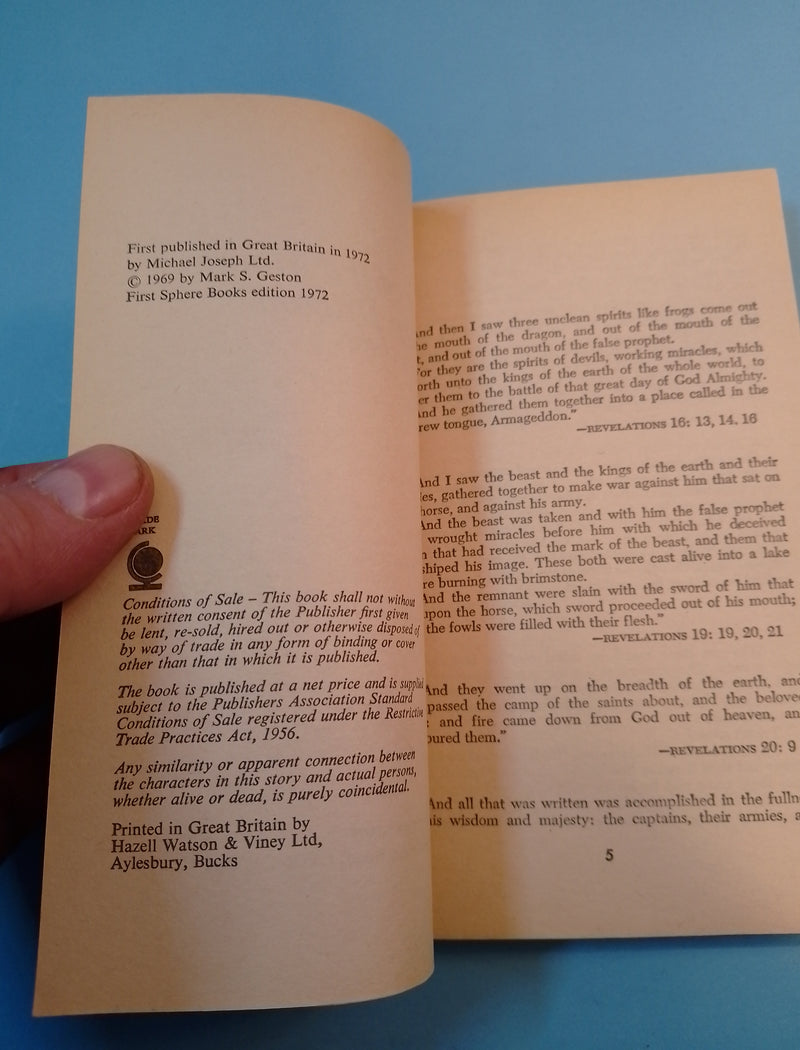 First published in Great Britain in 1972
by Michael Joseph Ltd.
© 1969 by Mark S. Geston
First Sphere Books edition 1972
Conditions of Sale – This book shall not without
the written consent of the Publisher first given
be lent, re-sold, hired out or otherwise disposed of
by way of trade in any form of binding or cover
other than that in which it is published.
The book is published at a net price and is supplied
subject to the Publishers Association Standard
Conditions of Sale registered under the Restrictive
Trade Practices Act, 1956.
Any similarity or apparent connection between
the characters in this story and actual persons,
whether alive or dead, is purely coincidental.
Printed in Great Britain by
Hazell Watson & Viney Ltd,
Aylesbury, Bucks
then I saw three unclean spirits like frogs come out
mouth of the dragon, and out of the mouth of the
and out of the mouth of the false prophet.
they are the spirits of devils, working miracles, which
unto the kings of the earth of the whole world, to
them to the battle of that great day of God Almighty.
he gathered them together into a place called in the
tongue, Armageddon."
—REVELATIONS 16: 13, 14, 16
And I saw the beast and the kings of the earth and their
gathered together to make war against him that sat on
horse, and against his army.
And the beast was taken and with him the false prophet
wrought miracles before him with which he deceived
that had received the mark of the beast, and them that
his image. These both were cast alive into a lake
re burning with brimstone.
And the remnant were slain with the sword of him that
upon the horse, which sword proceeded out of his mouth;
the fowls were filled with their flesh."
—REVELATIONS 19: 19, 20, 21
And they went up on the breadth of the earth, and
passed the camp of the saints about, and the belove
and fire came down from God out of heaven, an
oured them."
—REVELATIONS 20: 9
And all that was written was accomplished in the fulln
his wisdom and majesty: the captains, their armies, a
5